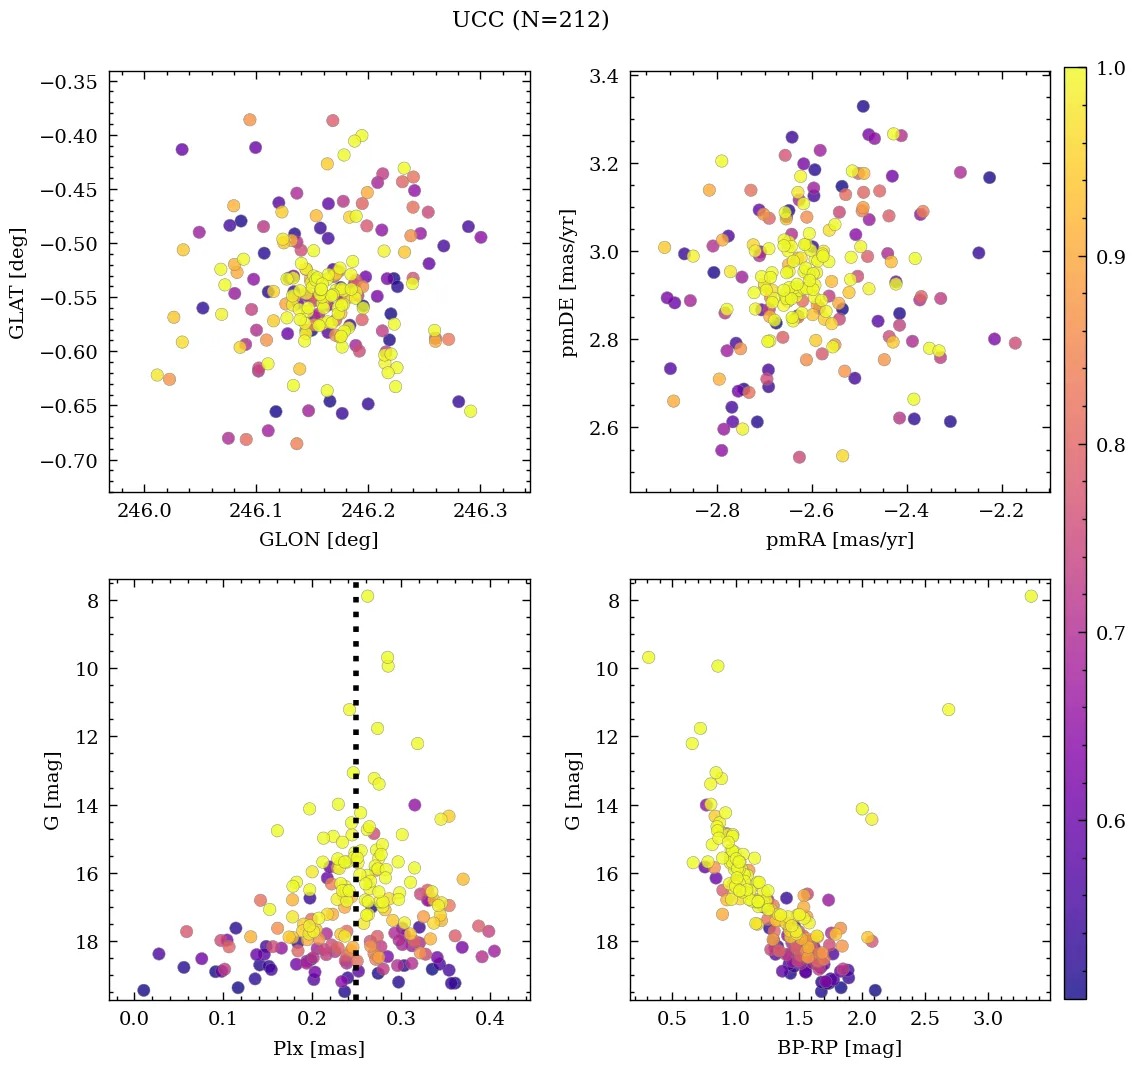 UCC (N=212)
−0.35
−0.40
−0.45
−0.50
−0.55
−0.60
−0.65
−0.70
GLAT [deg]
246.0 246.1 246.2 246.3
GLON [deg]
3.4
3.2
3.0
2.8
2.6
pmDE [mas/yr]
−2.8 −2.6 −2.4 −2.2
pmRA [mas/yr]
8
10
12
14
16
18
G [mag]
0.0 0.1 0.2 0.3 0.4
Plx [mas]
8
10
12
14
16
18
G [mag]
0.5 1.0 1.5 2.0 2.5 3.0
BP-RP [mag]
1.0
0.9
0.8
0.7
0.6